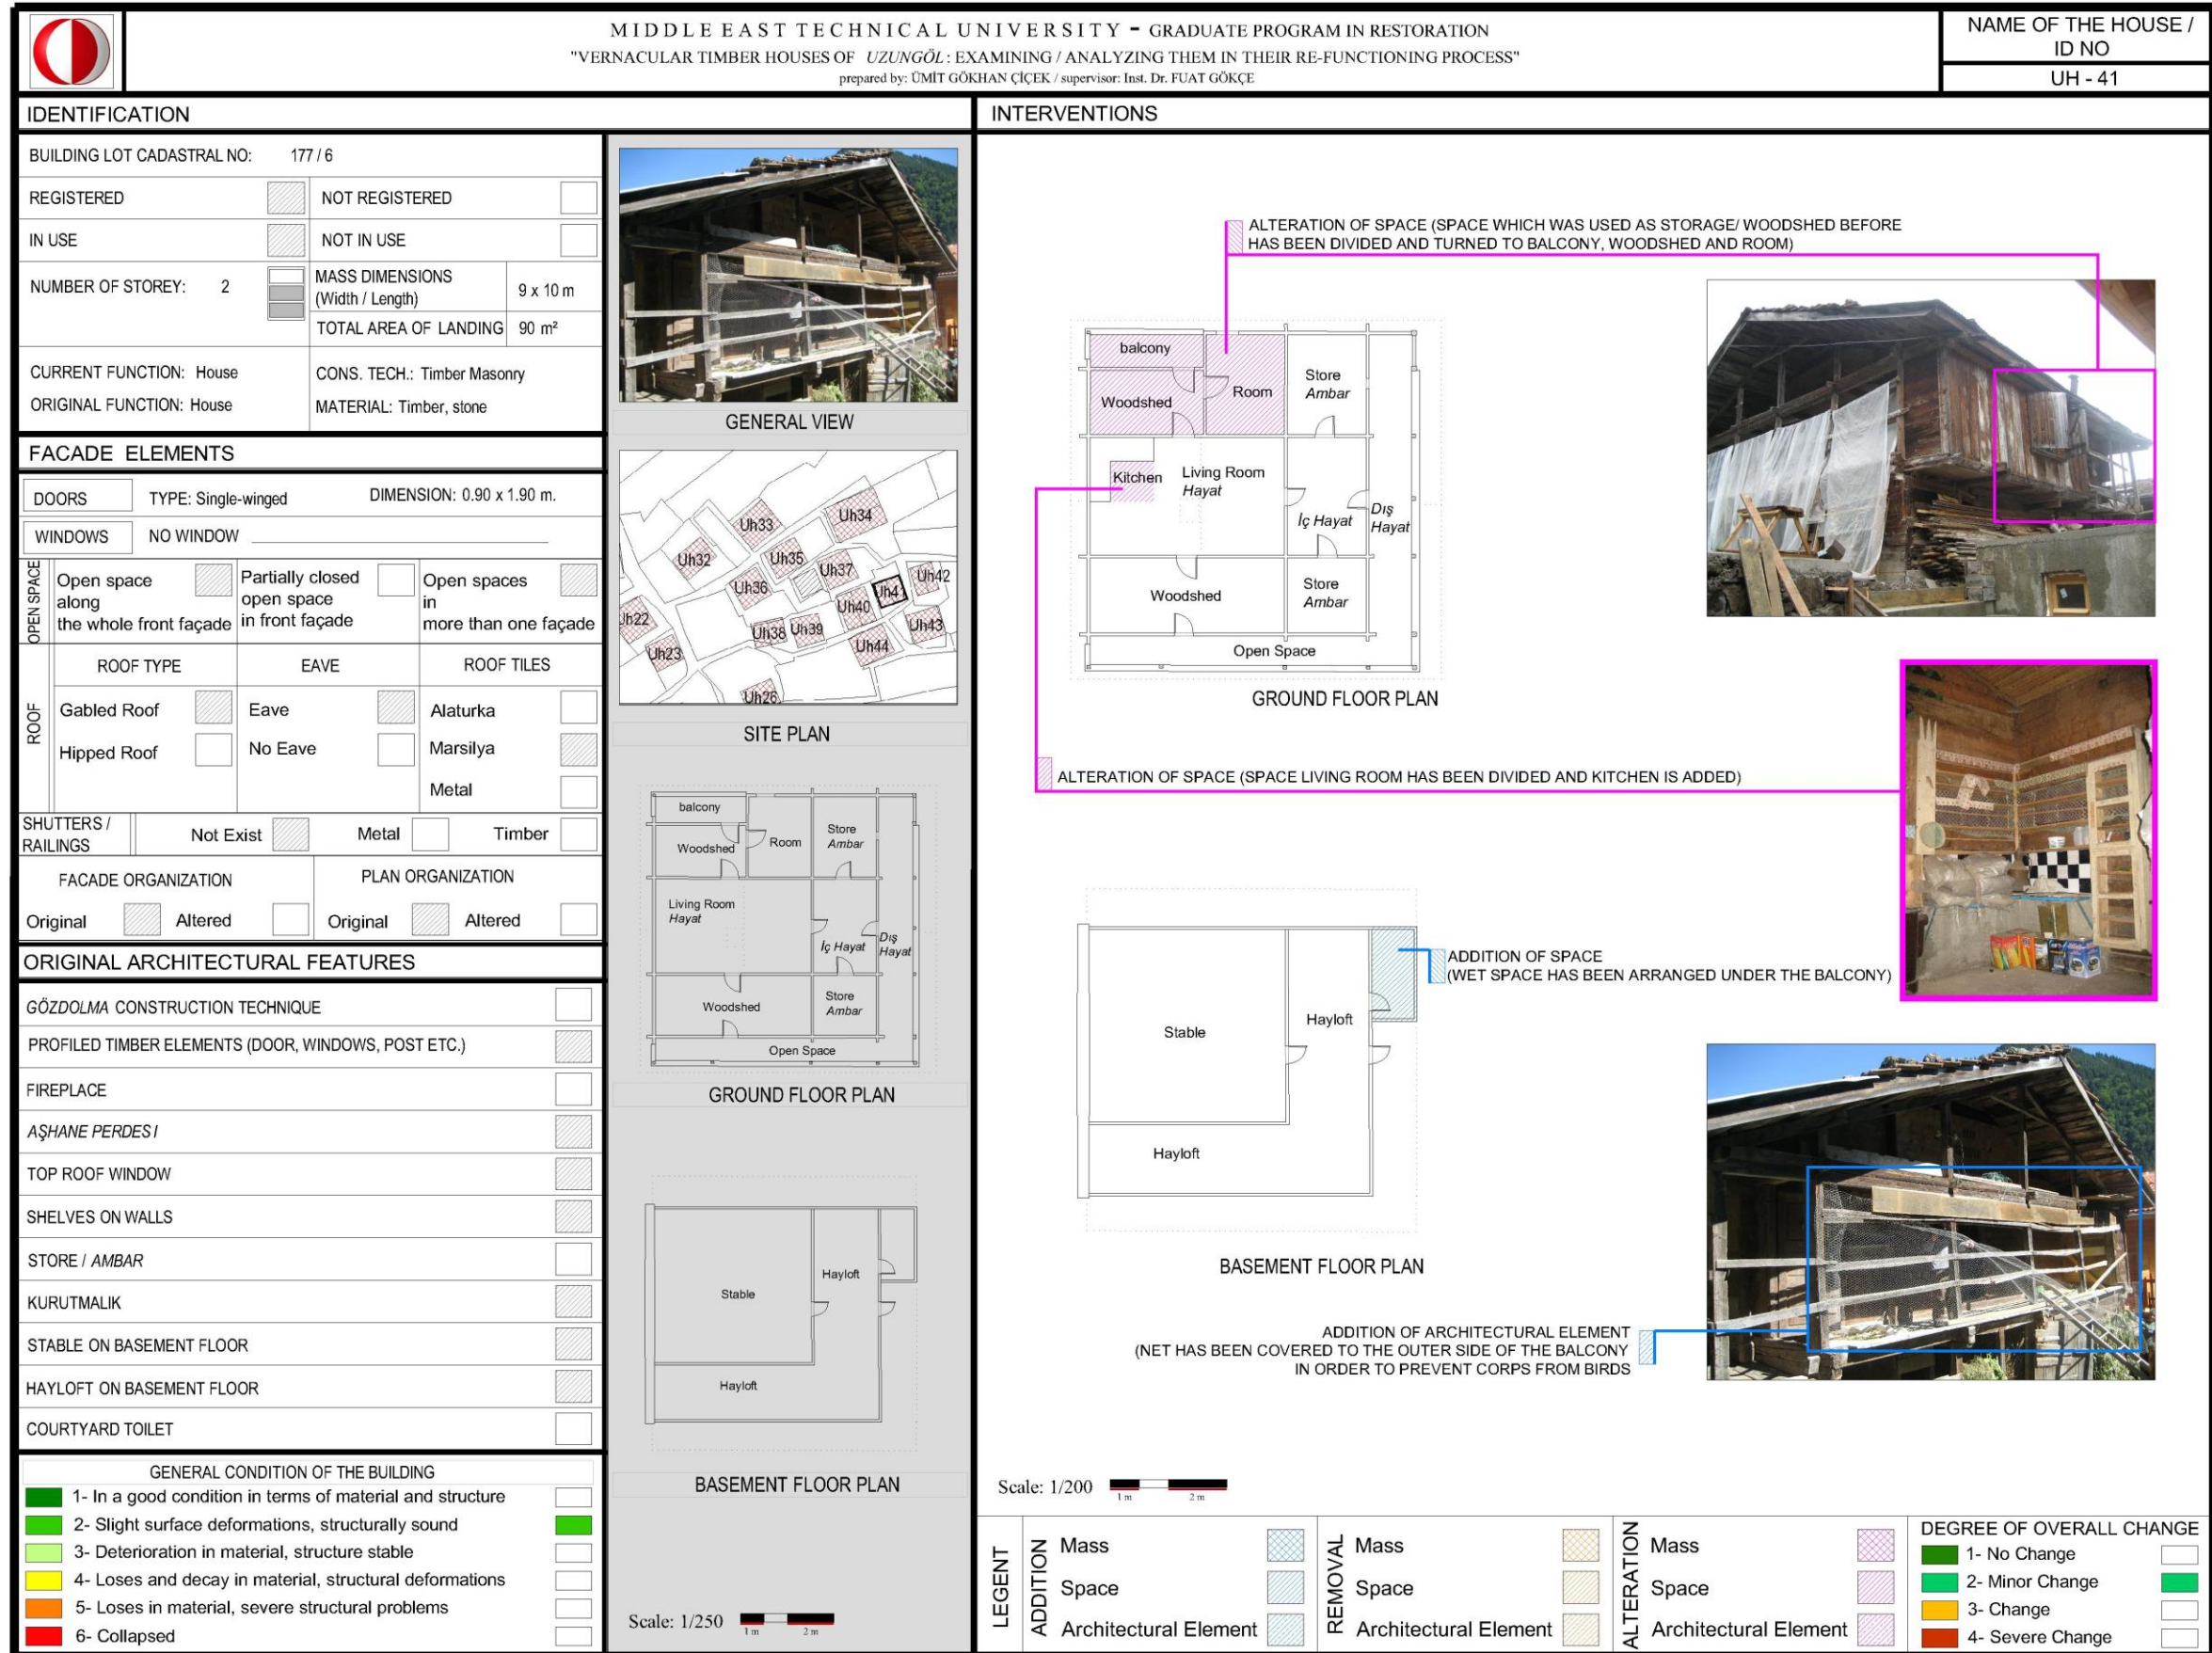 MIDDLE EAST TECHNICAL UNIVERSITY - GRADUATE PROGRAM IN RESTORATION
"VERNACULAR TIMBER HOUSES OF UZUNGÖL: EXAMINING / ANALYZING THEM IN THEIR RE-FUNCTIONING PROCESS"
prepared by: ÜMİT GÖKHAN ÇİÇEK / supervisor: Inst. Dr. FUAT GÖKÇE
NAME OF THE HOUSE /
ID NO
UH - 41
IDENTIFICATION
BUILDING LOT CADASTRAL NO: 177 / 6
REGISTERED
NOT REGISTERED
IN USE
NOT IN USE
NUMBER OF STOREY: 2
MASS DIMENSIONS
(Width / Length)
9 x 10 m
TOTAL AREA OF LANDING
90 m²
CURRENT FUNCTION: House
ORIGINAL FUNCTION: House
CONS. TECH.: Timber Masonry
MATERIAL: Timber, stone
FACADE ELEMENTS
DOORS
TYPE: Single-winged
DIMENSION: 0.90 x 1.90 m.
WINDOWS
NO WINDOW
OPEN SPACE
Open space
along
the whole front façade
Partially closed
open space
in front façade
Open spaces
in
more than one façade
ROOF
ROOF TYPE
EAVE
ROOF TILES
Gabled Roof
Eave
Alaturka
Hipped Roof
No Eave
Marsilya
Metal
SHUTTERS /
RAILINGS
Not Exist
Metal
Timber
FACADE ORGANIZATION
PLAN ORGANIZATION
Original
Altered
Original
Altered
ORIGINAL ARCHITECTURAL FEATURES
GÖZDOLMA CONSTRUCTION TECHNIQUE
PROFILED TIMBER ELEMENTS (DOOR, WINDOWS, POST ETC.)
FIREPLACE
AŞHANE PERDESI
TOP ROOF WINDOW
SHELVES ON WALLS
STORE / AMBAR
KURUTMALIK
STABLE ON BASEMENT FLOOR
HAYLOFT ON BASEMENT FLOOR
COURTYARD TOILET
GENERAL CONDITION OF THE BUILDING
1- In a good condition in terms of material and structure
2- Slight surface deformations, structurally sound
3- Deterioration in material, structure stable
4- Loses and decay in material, structural deformations
5- Loses in material, severe structural problems
6- Collapsed
GENERAL VIEW
Uh33
Uh34
Uh32
Uh35
Uh37
Uh36
Uh41
Uh42
Uh22
Uh40
Uh38
Uh39
Uh43
Uh23
Uh44
Uh26
SITE PLAN
balcony
Woodshed
Room
Store
Ambar
Living Room
Hayat
İç Hayat
Dış
Hayat
Woodshed
Store
Ambar
Open Space
GROUND FLOOR PLAN
Stable
Hayloft
Hayloft
BASEMENT FLOOR PLAN
Scale: 1/250
1 m
2 m
INTERVENTIONS
ALTERATION OF SPACE (SPACE WHICH WAS USED AS STORAGE/ WOODSHED BEFORE
HAS BEEN DIVIDED AND TURNED TO BALCONY, WOODSHED AND ROOM)
balcony
Woodshed
Room
Store
Ambar
Kitchen
Living Room
Hayat
İç Hayat
Dış
Hayat
Woodshed
Store
Ambar
Open Space
GROUND FLOOR PLAN
ALTERATION OF SPACE (SPACE LIVING ROOM HAS BEEN DIVIDED AND KITCHEN IS ADDED)
ADDITION OF SPACE
(WET SPACE HAS BEEN ARRANGED UNDER THE BALCONY)
Stable
Hayloft
Hayloft
BASEMENT FLOOR PLAN
ADDITION OF ARCHITECTURAL ELEMENT
(NET HAS BEEN COVERED TO THE OUTER SIDE OF THE BALCONY
IN ORDER TO PREVENT CORPS FROM BIRDS
Scale: 1/200
1 m
2 m
LEGENT
ADDITION
Mass
Space
Architectural Element
REMOVAL
Mass
Space
Architectural Element
ALTERATION
Mass
Space
Architectural Element
DEGREE OF OVERALL CHANGE
1- No Change
2- Minor Change
3- Change
4- Severe Change